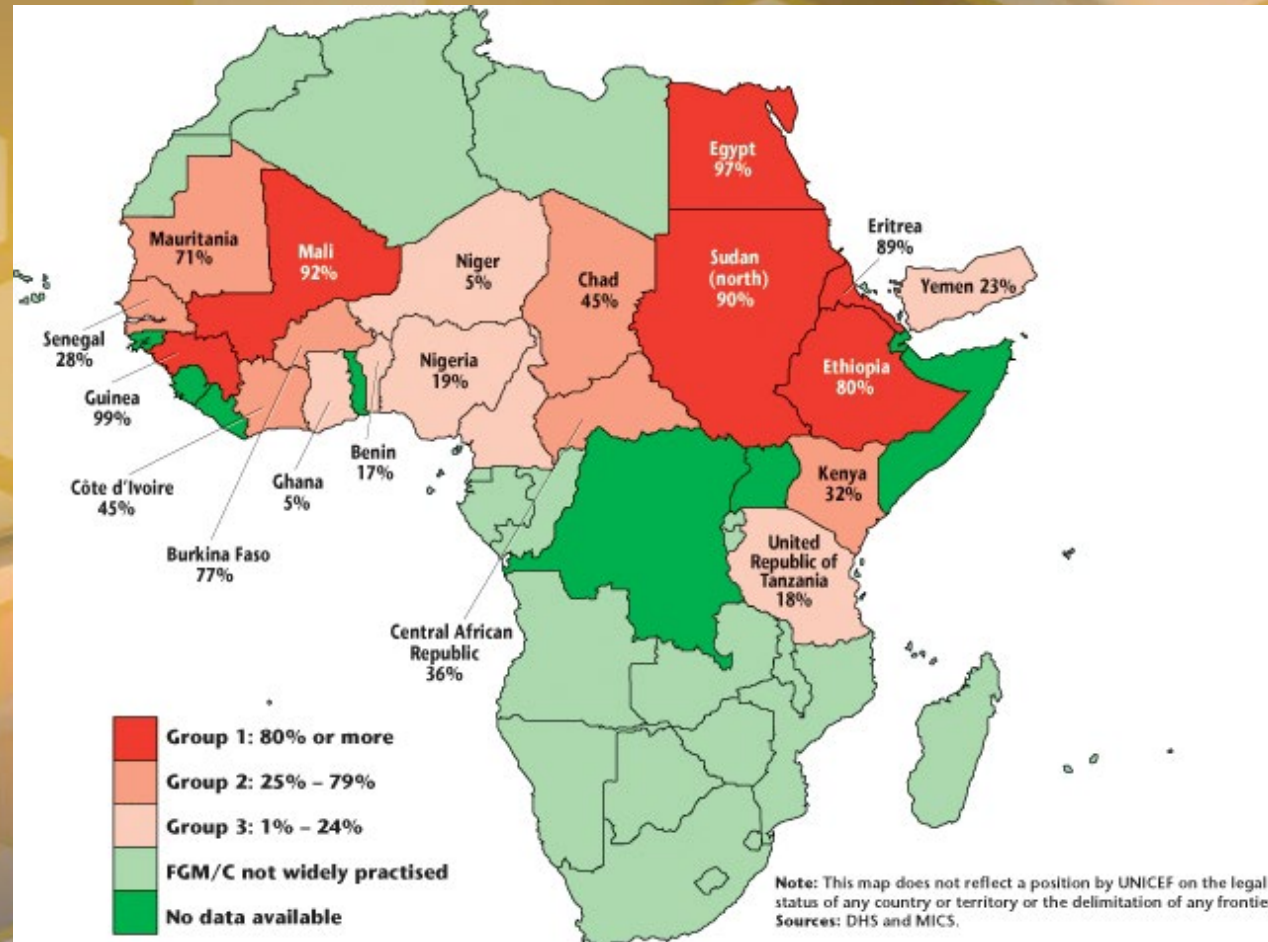 Egypt
97%
Eritrea
89%
Mauritania
71%
Mali
92%
Niger
5%
Chad
45%
Sudan
(north)
90%
Yemen 23%
Senegal
28%
Nigeria
19%
Ethiopia
80%
Guinea
99%
Benin
17%
Ghana
5%
Kenya
32%
Côte d'Ivoire
45%
United
Republic of
Tanzania
18%
Burkina Faso
77%
Central African
Republic
36%
Group 1: 80% or more
Group 2: 25% – 79%
Group 3: 1% – 24%
FGM/C not widely practised
No data available
Note: This map does not reflect a position by UNICEF on the legal
status of any country or territory or the delimitation of any frontie
Sources: DHS and MICS.